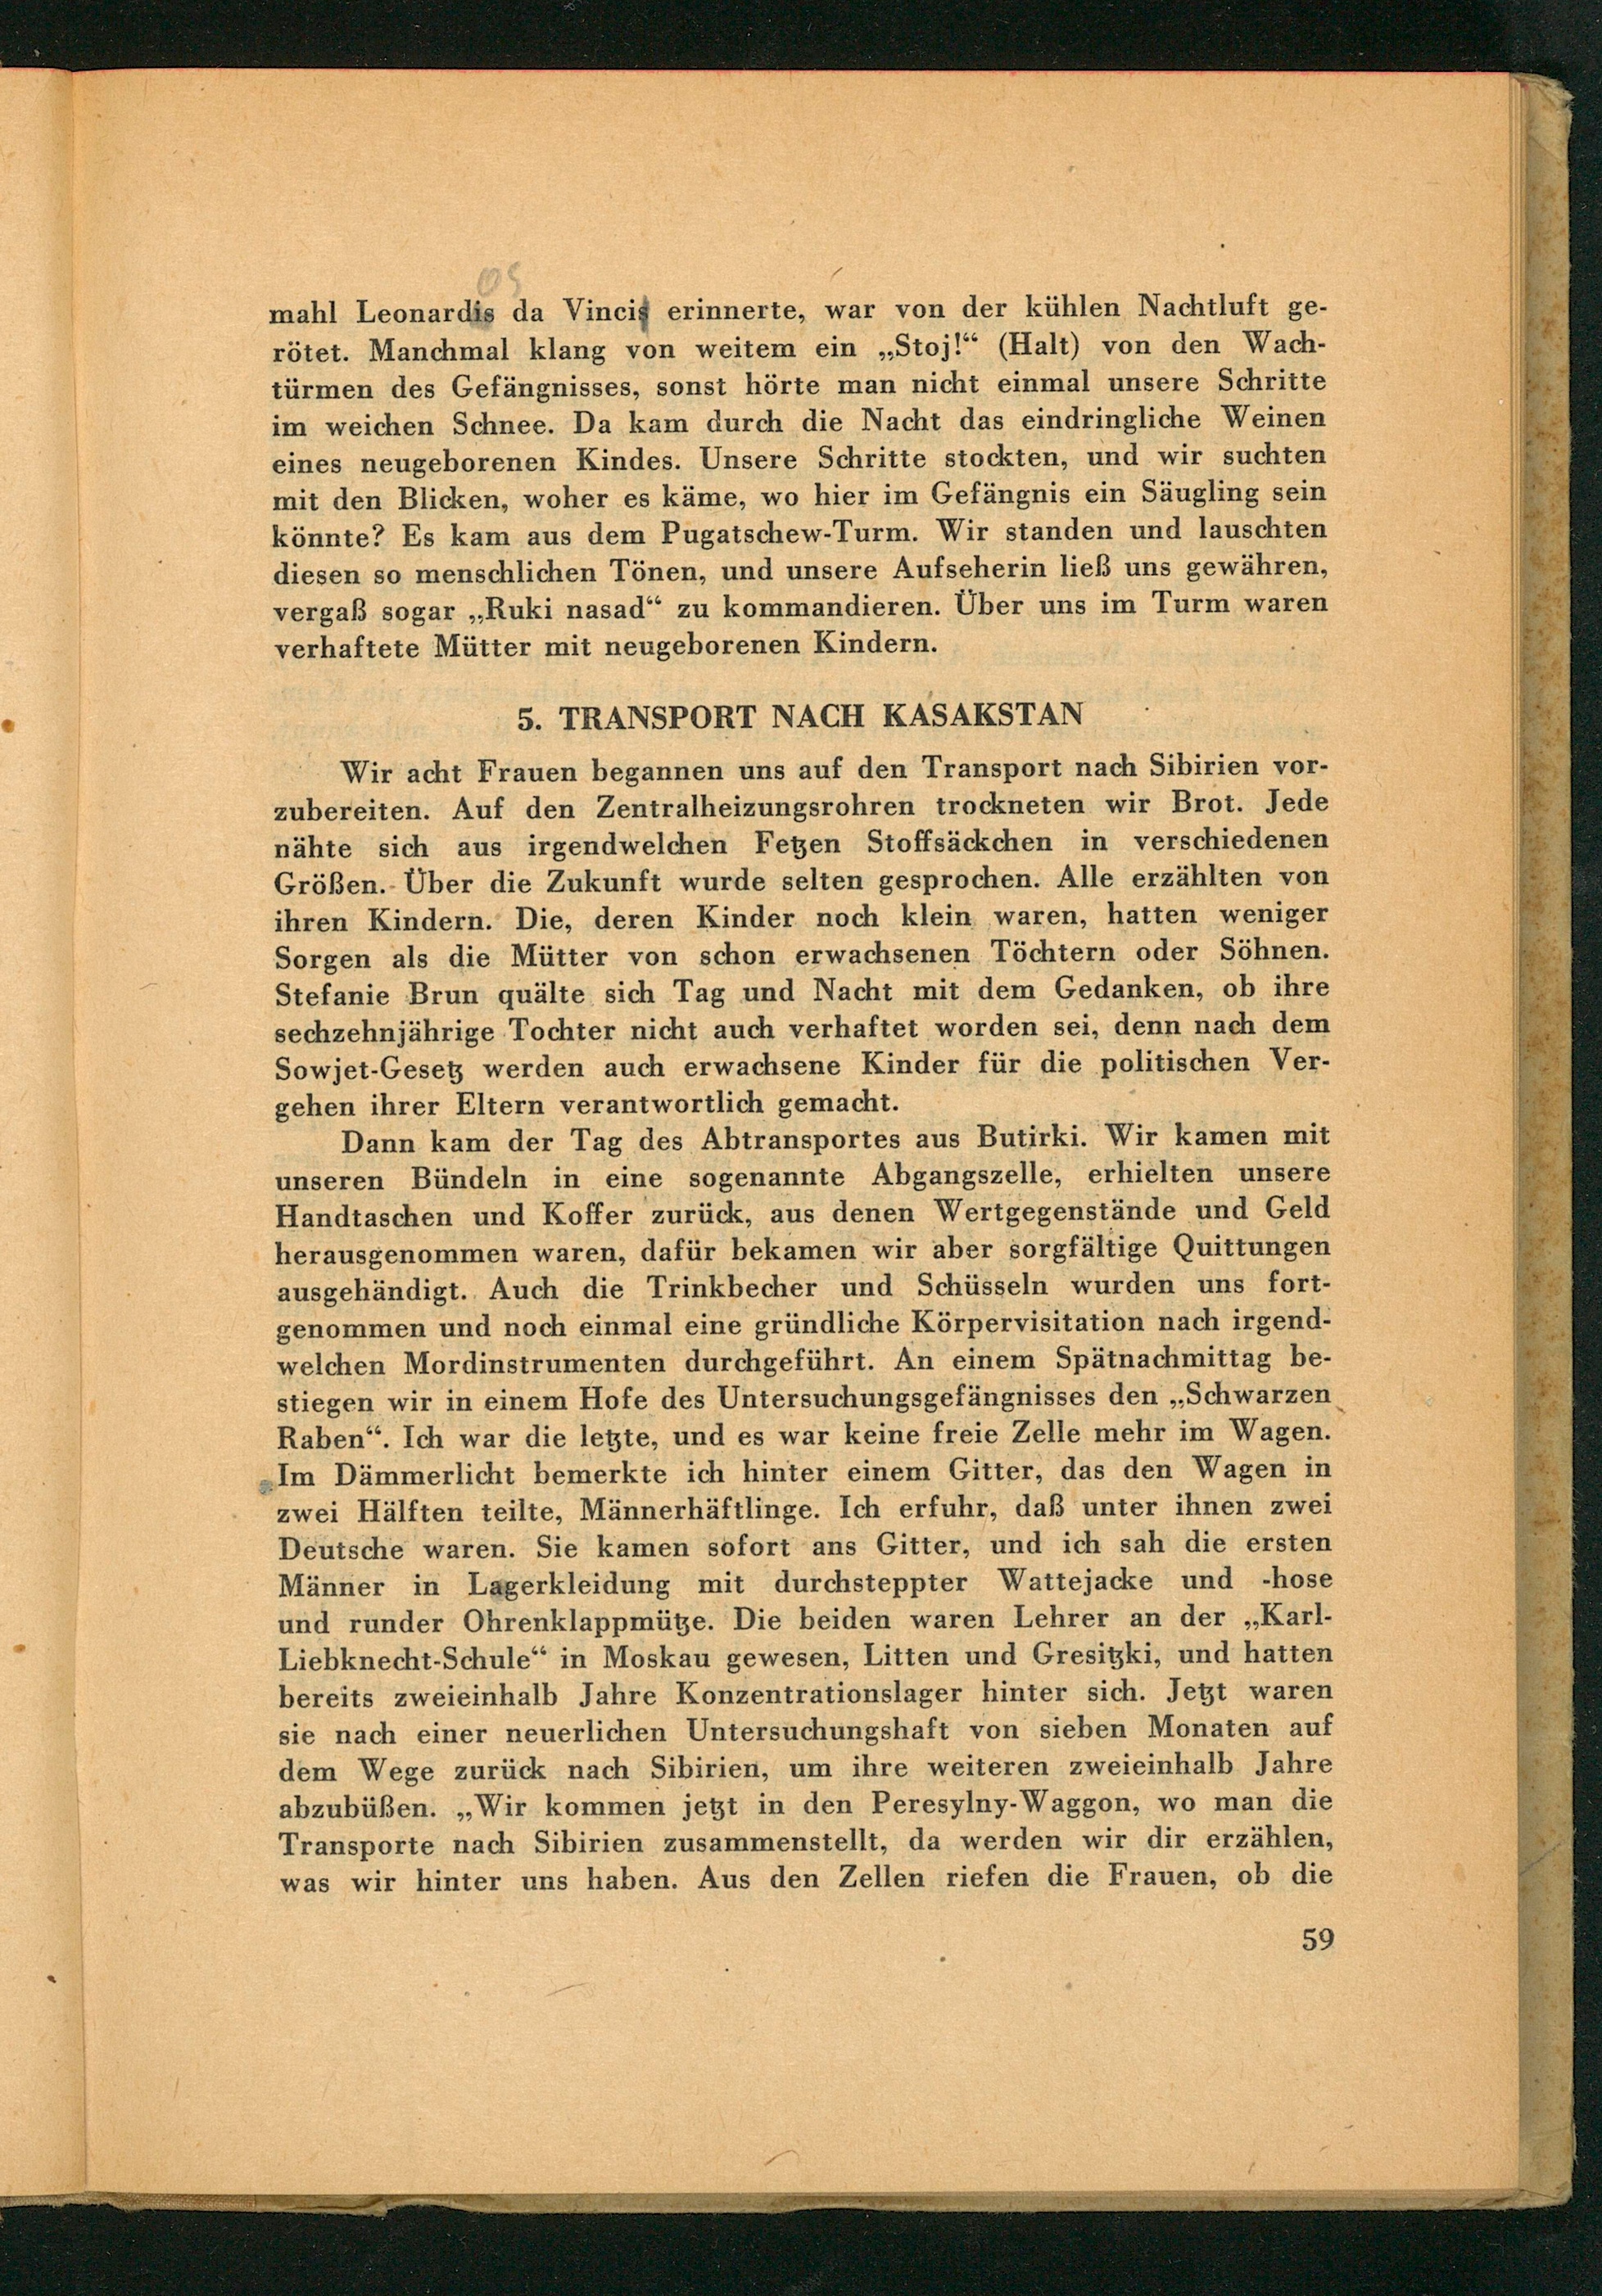 mahl Leonardis da Vincis erinnerte, war von der kühlen Nachtluft ge-
rötet. Manchmal klang von weitem ein „Stoj!“ (Halt) von den Wach-
türmen des Gefängnisses, sonst hörte man nicht einmal unsere Schritte
im weichen Schnee. Da kam durch die Nacht das eindringliche Weinen
eines neugeborenen Kindes. Unsere Schritte stockten, und wir suchten
mit den Blicken, woher es käme, wo hier im Gefängnis ein Säugling sein
könnte? Es kam aus dem Pugatschew-Turm. Wir standen und lauschten
diesen so menschlichen Tönen, und unsere Aufseherin ließ uns gewähren,
vergaß sogar „Ruki nasad“ zu kommandieren. Über uns im Turm waren
verhaftete Mütter mit neugeborenen Kindern.
5. TRANSPORT NACH KASAKSTAN
Wir acht Frauen begannen uns auf den Transport nach Sibirien vor-
zubereiten. Auf den Zentralheizungsrohren trockneten wir Brot. Jede
nähte sich aus irgendwelchen Fetzen Stoffsäckchen in verschiedenen
Größen. Über die Zukunft wurde selten gesprochen. Alle erzählten von
ihren Kindern. Die, deren Kinder noch klein waren, hatten weniger
Sorgen als die Mütter von schon erwachsenen Töchtern oder Söhnen.
Stefanie Brun quälte sich Tag und Nacht mit dem Gedanken, ob ihre
sechzehnjährige Tochter nicht auch verhaftet worden sei, denn nach dem
Sowjet-Gesetz werden auch erwachsene Kinder für die politischen Ver-
gehen ihrer Eltern verantwortlich gemacht.
Dann kam der Tag des Abtransportes aus Butirki. Wir kamen mit
unseren Bündeln in eine sogenannte Abgangszelle, erhielten unsere
Handtaschen und Koffer zurück, aus denen Wertgegenstände und Geld
herausgenommen waren, dafür bekamen wir aber sorgfältige Quittungen
ausgehändigt. Auch die Trinkbecher und Schüsseln wurden uns fort-
genommen und noch einmal eine gründliche Körpervisitation nach irgend-
welchen Mordinstrumenten durchgeführt. An einem Spätnachmittag be-
stiegen wir in einem Hofe des Untersuchungsgefängnisses den „Schwarzen
Raben“. Ich war die letzte, und es war keine freie Zelle mehr im Wagen.
Im Dämmerlicht bemerkte ich hinter einem Gitter, das den Wagen in
zwei Hälften teilte, Männerhäftlinge. Ich erfuhr, daß unter ihnen zwei
Deutsche waren. Sie kamen sofort ans Gitter, und ich sah die ersten
Männer in Lagerkleidung mit durchsteppter Wattejacke und -hose
und runder Ohrenklappmütze. Die beiden waren Lehrer an der „Karl-
Liebknecht-Schule“ in Moskau gewesen, Litten und Gresitzki, und hatten
bereits zweieinhalb Jahre Konzentrationslager hinter sich. Jetzt waren
sie nach einer neuerlichen Untersuchungshaft von sieben Monaten auf
dem Wege zurück nach Sibirien, um ihre weiteren zweieinhalb Jahre
abzubüßen. „Wir kommen jetzt in den Peresylny-Waggon, wo man die
Transporte nach Sibirien zusammenstellt, da werden wir dir erzählen,
was wir hinter uns haben. Aus den Zellen riefen die Frauen, ob die
59